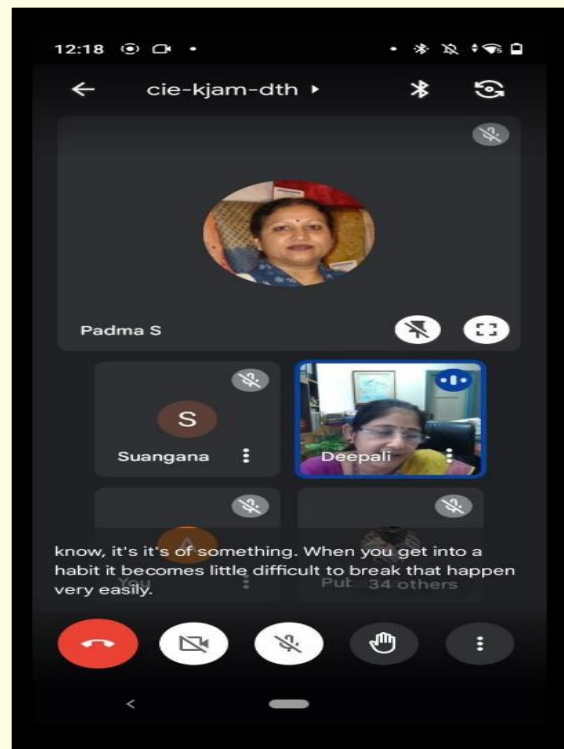 12:18
cie-kjam-dth
Padma S
S
Suangana
Deepali
A
You
34 others
know, it's it's of something. When you get into a
habit it becomes little difficult to break that happen
very easily.